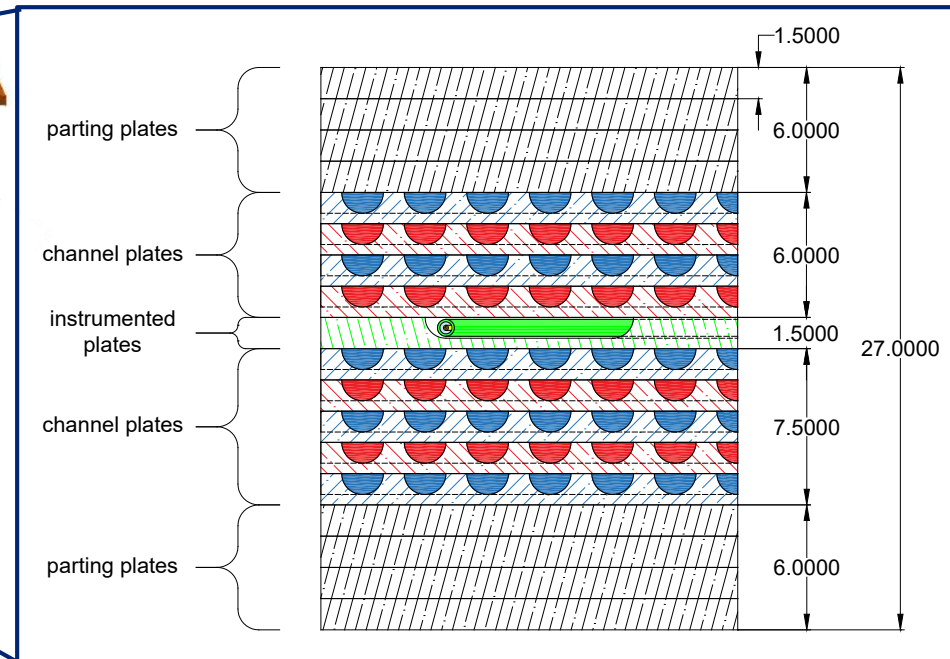 1.5000
parting plates
6.0000
channel plates
6.0000
instrumented
plates
1.5000
27.0000
channel plates
7.5000
parting plates
6.0000